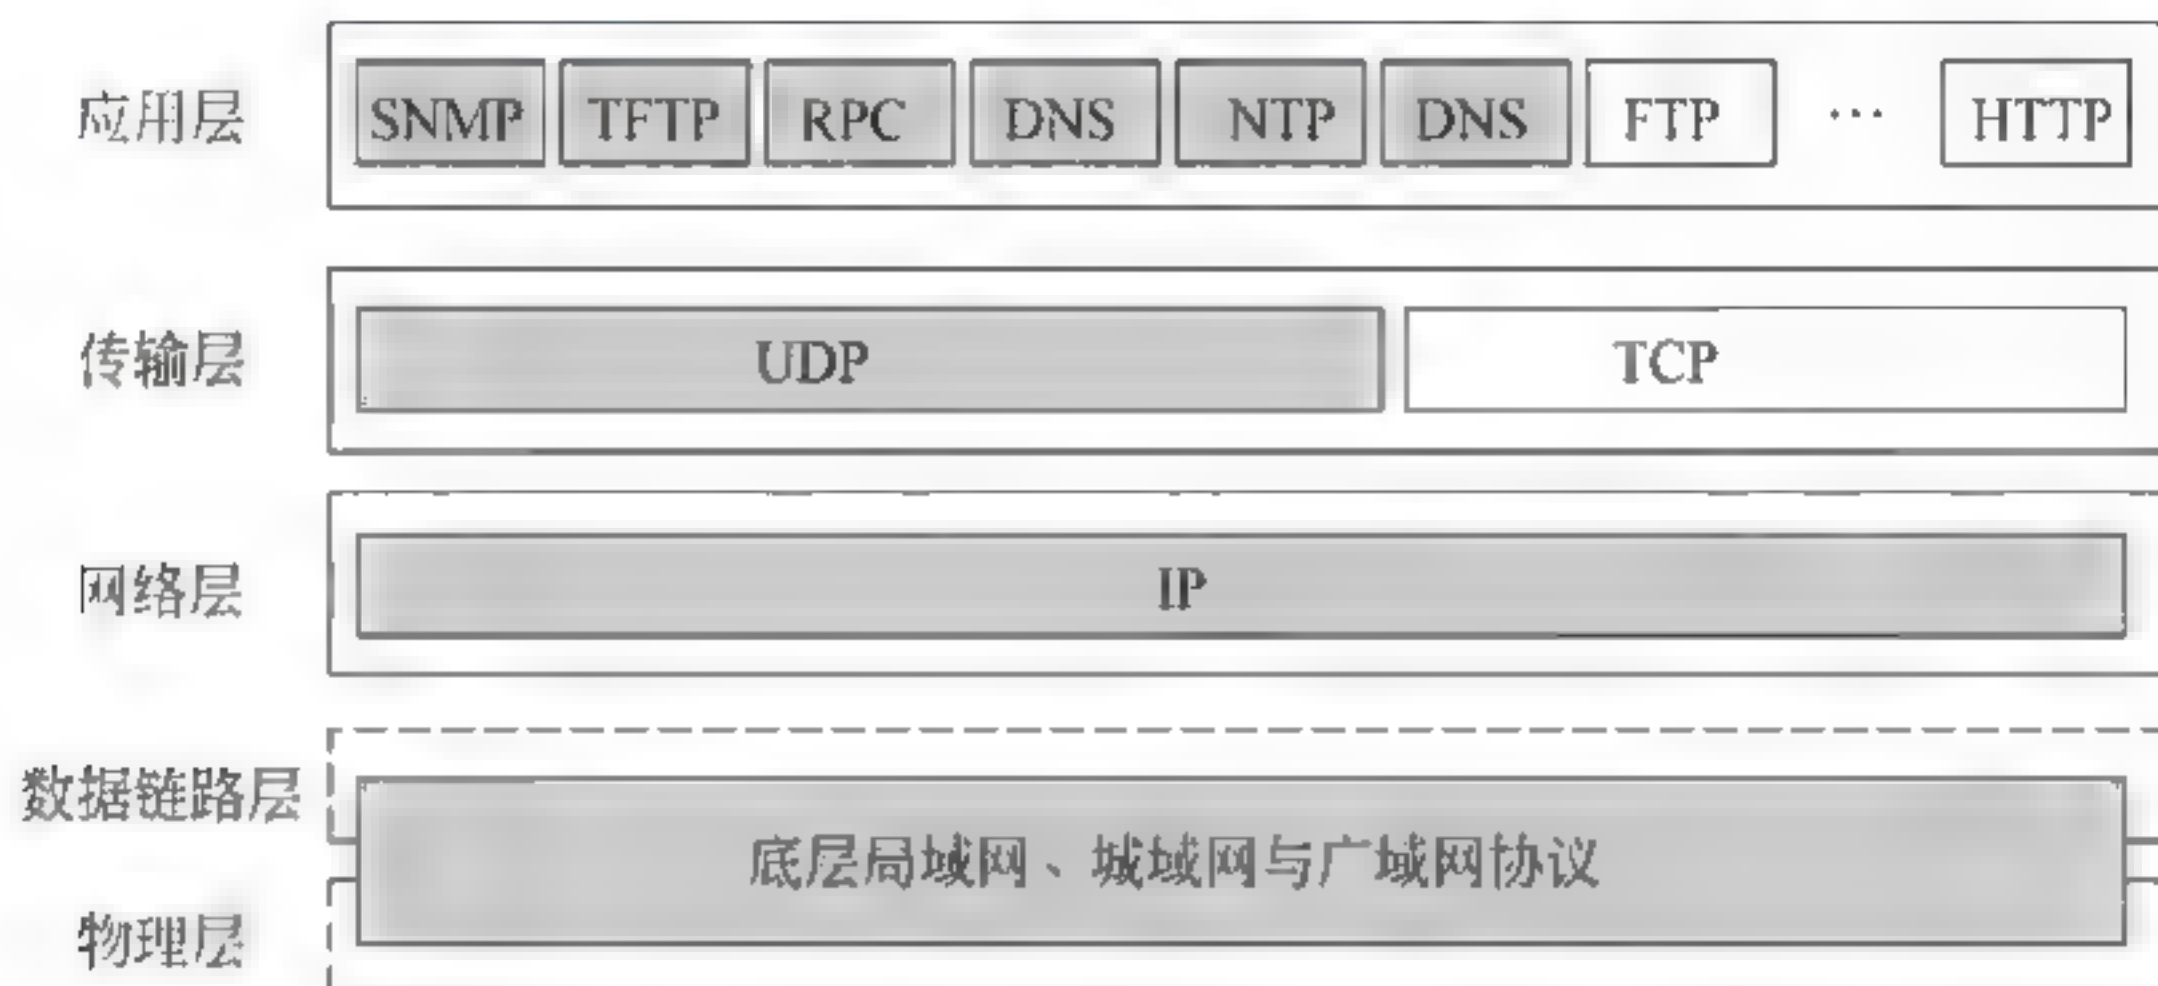 应用层 SNMP TFTP RPC DNS NTP DNS FTP … HTTP
传输层 UDP TCP
网络层 IP
数据链路层
底层局域网、城域网与广域网协议
物理层